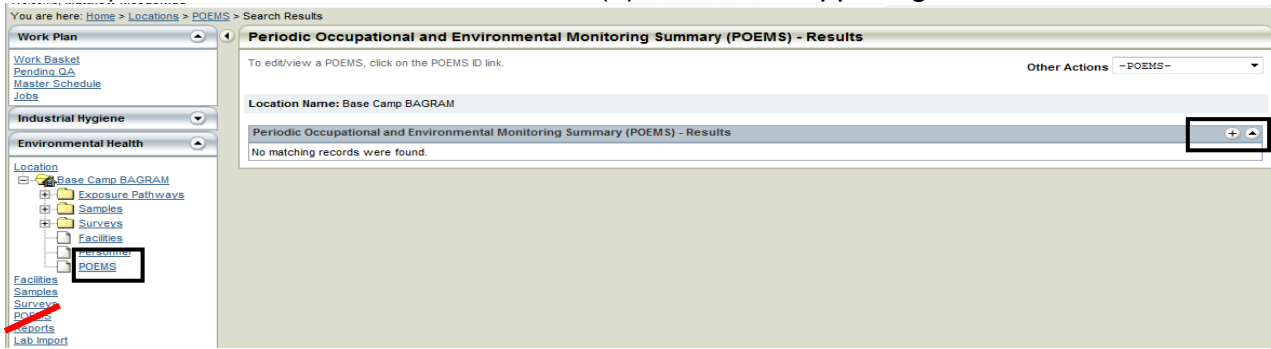 You are here: Home > Locations > POEMS > Search Results
Work Plan
Work Basket
Pending QA
Master Schedule
Jobs
Industrial Hygiene
Environmental Health
Location
Base Camp BAGRAM
Exposure Pathways
Samples
Surveys
Facilities
Personnel
POEMS
Facilities
Samples
Surveys
POEMS
Reports
Lab Import
Periodic Occupational and Environmental Monitoring Summary (POEMS) - Results
To edit/view a POEMS, click on the POEMS ID link.
Other Actions -POEMS-
Location Name: Base Camp BAGRAM
Periodic Occupational and Environmental Monitoring Summary (POEMS) - Results
No matching records were found.